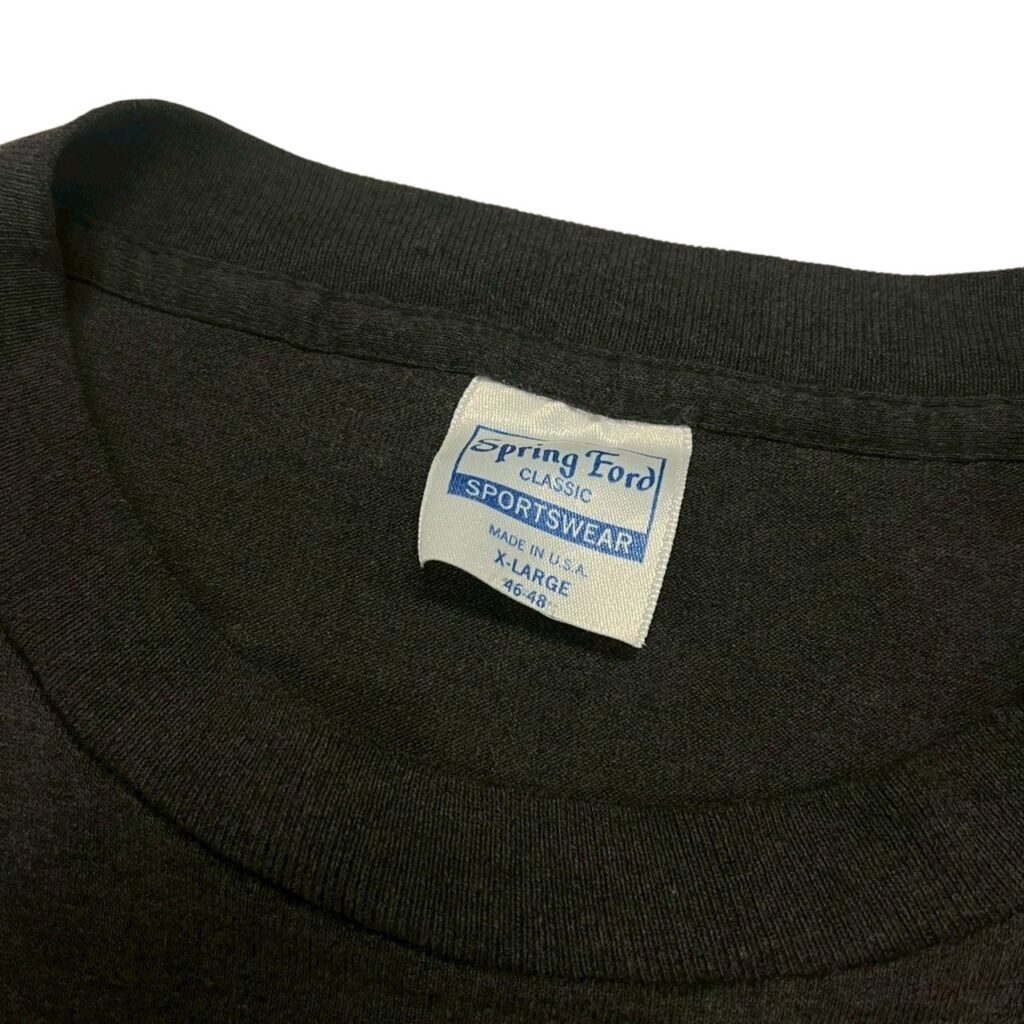 Spring Ford
CLASSIC
SPORTSWEAR
MADE IN U.S.A.
X-LARGE
46-48